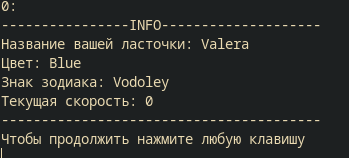 0:
----------------INFO--------------------
Название вашей ласточки: Valera
Цвет: Blue
Знак зодиака: Vodoley
Текущая скорость: 0
----------------------------------------
Чтобы продолжить нажмите любую клавишу